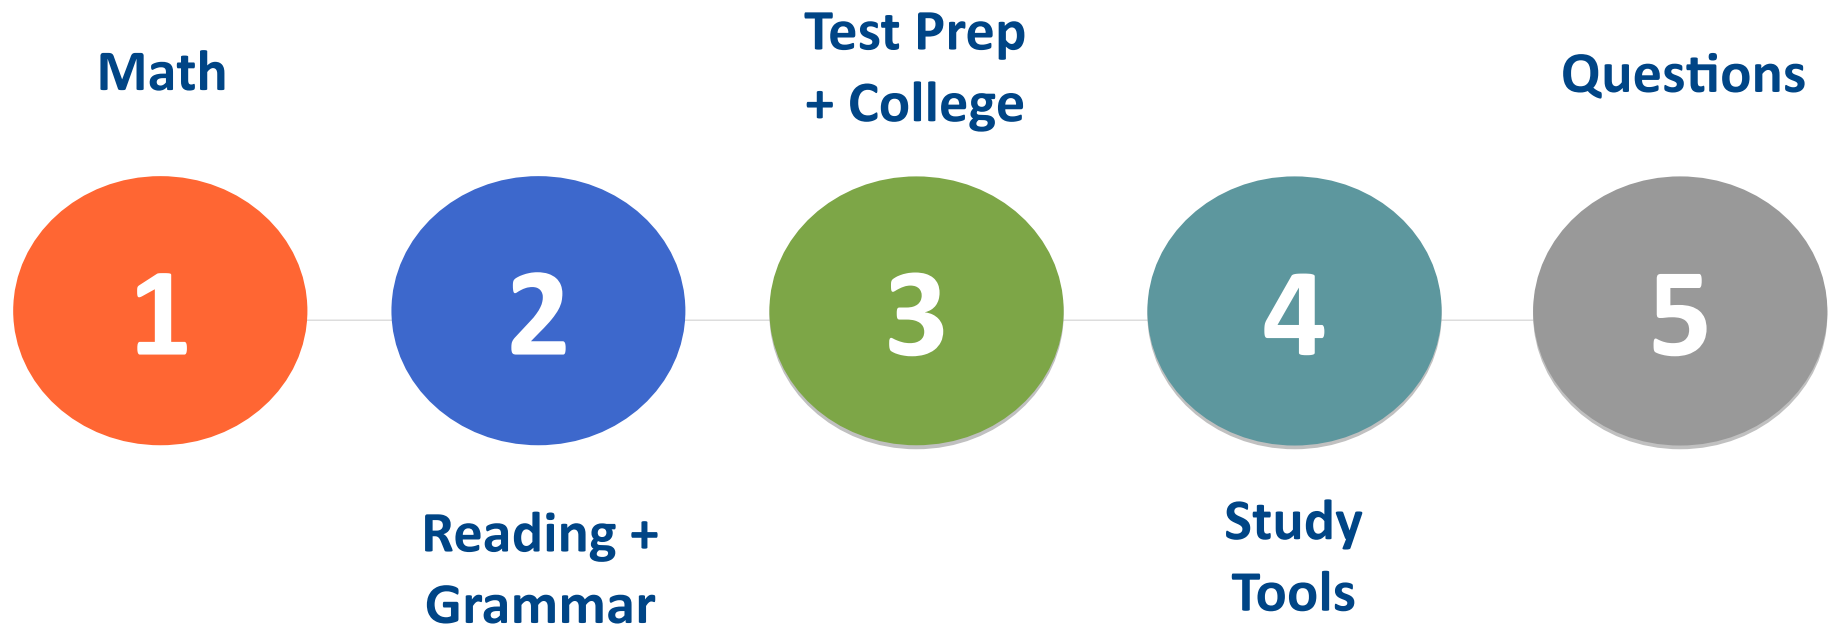 Math
1
2
Reading +
Grammar
Test Prep
+ College
3
4
Study
Tools
Questions
5